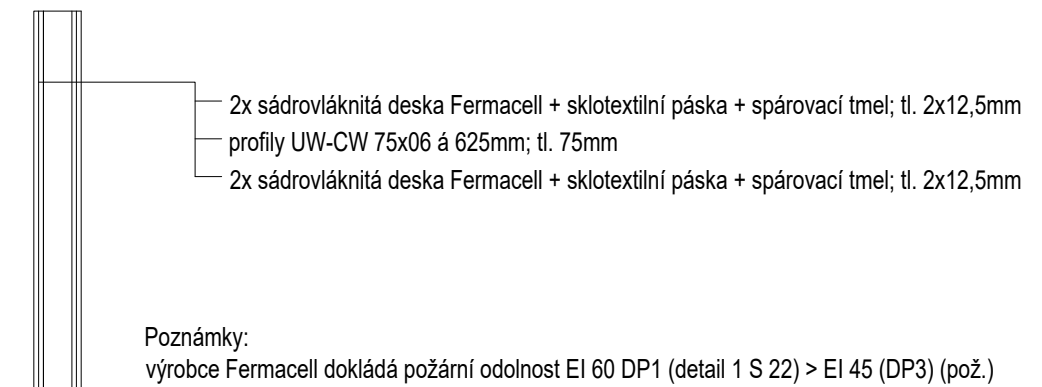 2x sádrovláknitá deska Fermacell + sklotextilní páska + spárovací tmel; tl. 2x12,5mm
profily UW-CW 75x06 á 625mm; tl. 75mm
2x sádrovláknitá deska Fermacell + sklotextilní páska + spárovací tmel; tl. 2x12,5mm
Poznámky:
výrobce Fermacell dokládá požární odolnost EI 60 DP1 (detail 1 S 22) > EI 45 (DP3) (pož.)